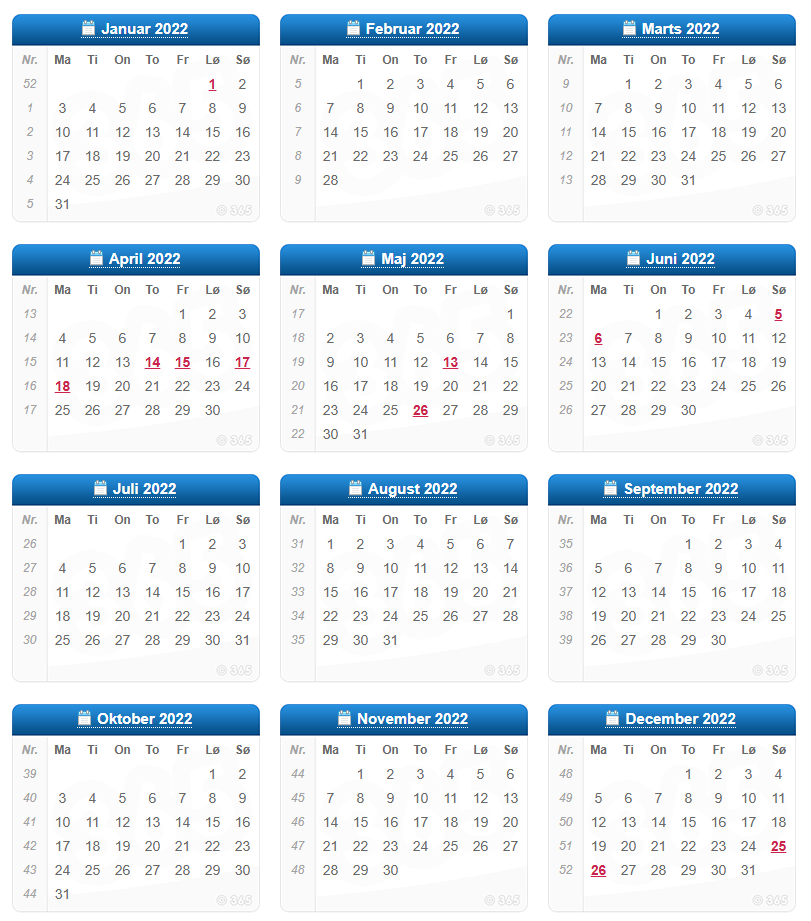 Januar 2022
Nr. Ma Ti On To Fr Lø Sø
52 1 2
1 3 4 5 6 7 8 9
2 10 11 12 13 14 15 16
3 17 18 19 20 21 22 23
4 24 25 26 27 28 29 30
5 31
© 365
Februar 2022
Nr. Ma Ti On To Fr Lø Sø
5 1 2 3 4 5 6
6 7 8 9 10 11 12 13
7 14 15 16 17 18 19 20
8 21 22 23 24 25 26 27
9 28
© 365
Marts 2022
Nr. Ma Ti On To Fr Lø Sø
9 1 2 3 4 5 6
10 7 8 9 10 11 12 13
11 14 15 16 17 18 19 20
12 21 22 23 24 25 26 27
13 28 29 30 31
© 365
April 2022
Nr. Ma Ti On To Fr Lø Sø
13 1 2 3
14 4 5 6 7 8 9 10
15 11 12 13 14 15 16 17
16 18 19 20 21 22 23 24
17 25 26 27 28 29 30
© 365
Maj 2022
Nr. Ma Ti On To Fr Lø Sø
17 1
18 2 3 4 5 6 7 8
19 9 10 11 12 13 14 15
20 16 17 18 19 20 21 22
21 23 24 25 26 27 28 29
22 30 31
© 365
Juni 2022
Nr. Ma Ti On To Fr Lø Sø
22 1 2 3 4 5
23 6 7 8 9 10 11 12
24 13 14 15 16 17 18 19
25 20 21 22 23 24 25 26
26 27 28 29 30
© 365
Juli 2022
Nr. Ma Ti On To Fr Lø Sø
26 1 2 3
27 4 5 6 7 8 9 10
28 11 12 13 14 15 16 17
29 18 19 20 21 22 23 24
30 25 26 27 28 29 30 31
© 365
August 2022
Nr. Ma Ti On To Fr Lø Sø
31 1 2 3 4 5 6 7
32 8 9 10 11 12 13 14
33 15 16 17 18 19 20 21
34 22 23 24 25 26 27 28
35 29 30 31
© 365
September 2022
Nr. Ma Ti On To Fr Lø Sø
35 1 2 3 4
36 5 6 7 8 9 10 11
37 12 13 14 15 16 17 18
38 19 20 21 22 23 24 25
39 26 27 28 29 30
© 365
Oktober 2022
Nr. Ma Ti On To Fr Lø Sø
39 1 2
40 3 4 5 6 7 8 9
41 10 11 12 13 14 15 16
42 17 18 19 20 21 22 23
43 24 25 26 27 28 29 30
44 31
© 365
November 2022
Nr. Ma Ti On To Fr Lø Sø
44 1 2 3 4 5 6
45 7 8 9 10 11 12 13
46 14 15 16 17 18 19 20
47 21 22 23 24 25 26 27
48 28 29 30
© 365
December 2022
Nr. Ma Ti On To Fr Lø Sø
48 1 2 3 4
49 5 6 7 8 9 10 11
50 12 13 14 15 16 17 18
51 19 20 21 22 23 24 25
52 26 27 28 29 30 31
© 365